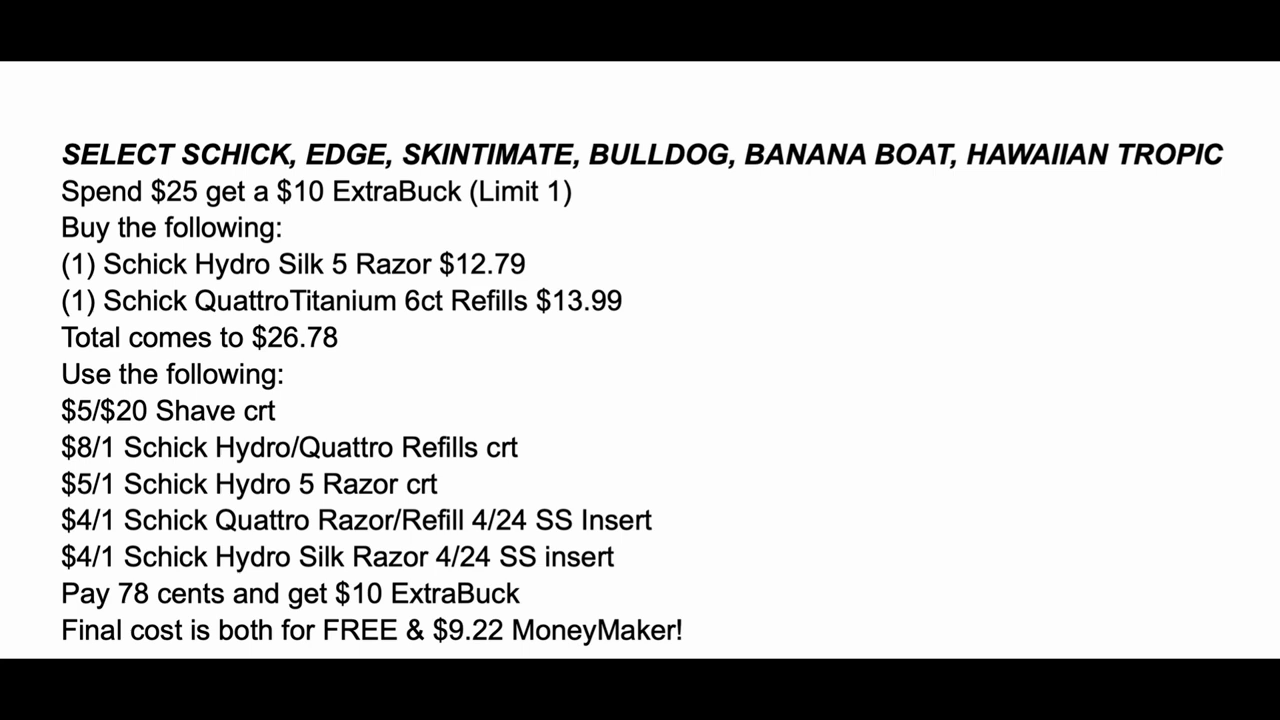 SELECT SCHICK, EDGE, SKINTIMATE, BULLDOG, BANANA BOAT, HAWAIIAN TROPIC
Spend $25 get a $10 ExtraBuck (Limit 1)
Buy the following:
(1) Schick Hydro Silk 5 Razor $12.79
(1) Schick QuattroTitanium 6ct Refills $13.99
Total comes to $26.78
Use the following:
$5/$20 Shave crt
$8/1 Schick Hydro/Quattro Refills crt
$5/1 Schick Hydro 5 Razor crt
$4/1 Schick Quattro Razor/Refill 4/24 SS Insert
$4/1 Schick Hydro Silk Razor 4/24 SS insert
Pay 78 cents and get $10 ExtraBuck
Final cost is both for FREE & $9.22 MoneyMaker!